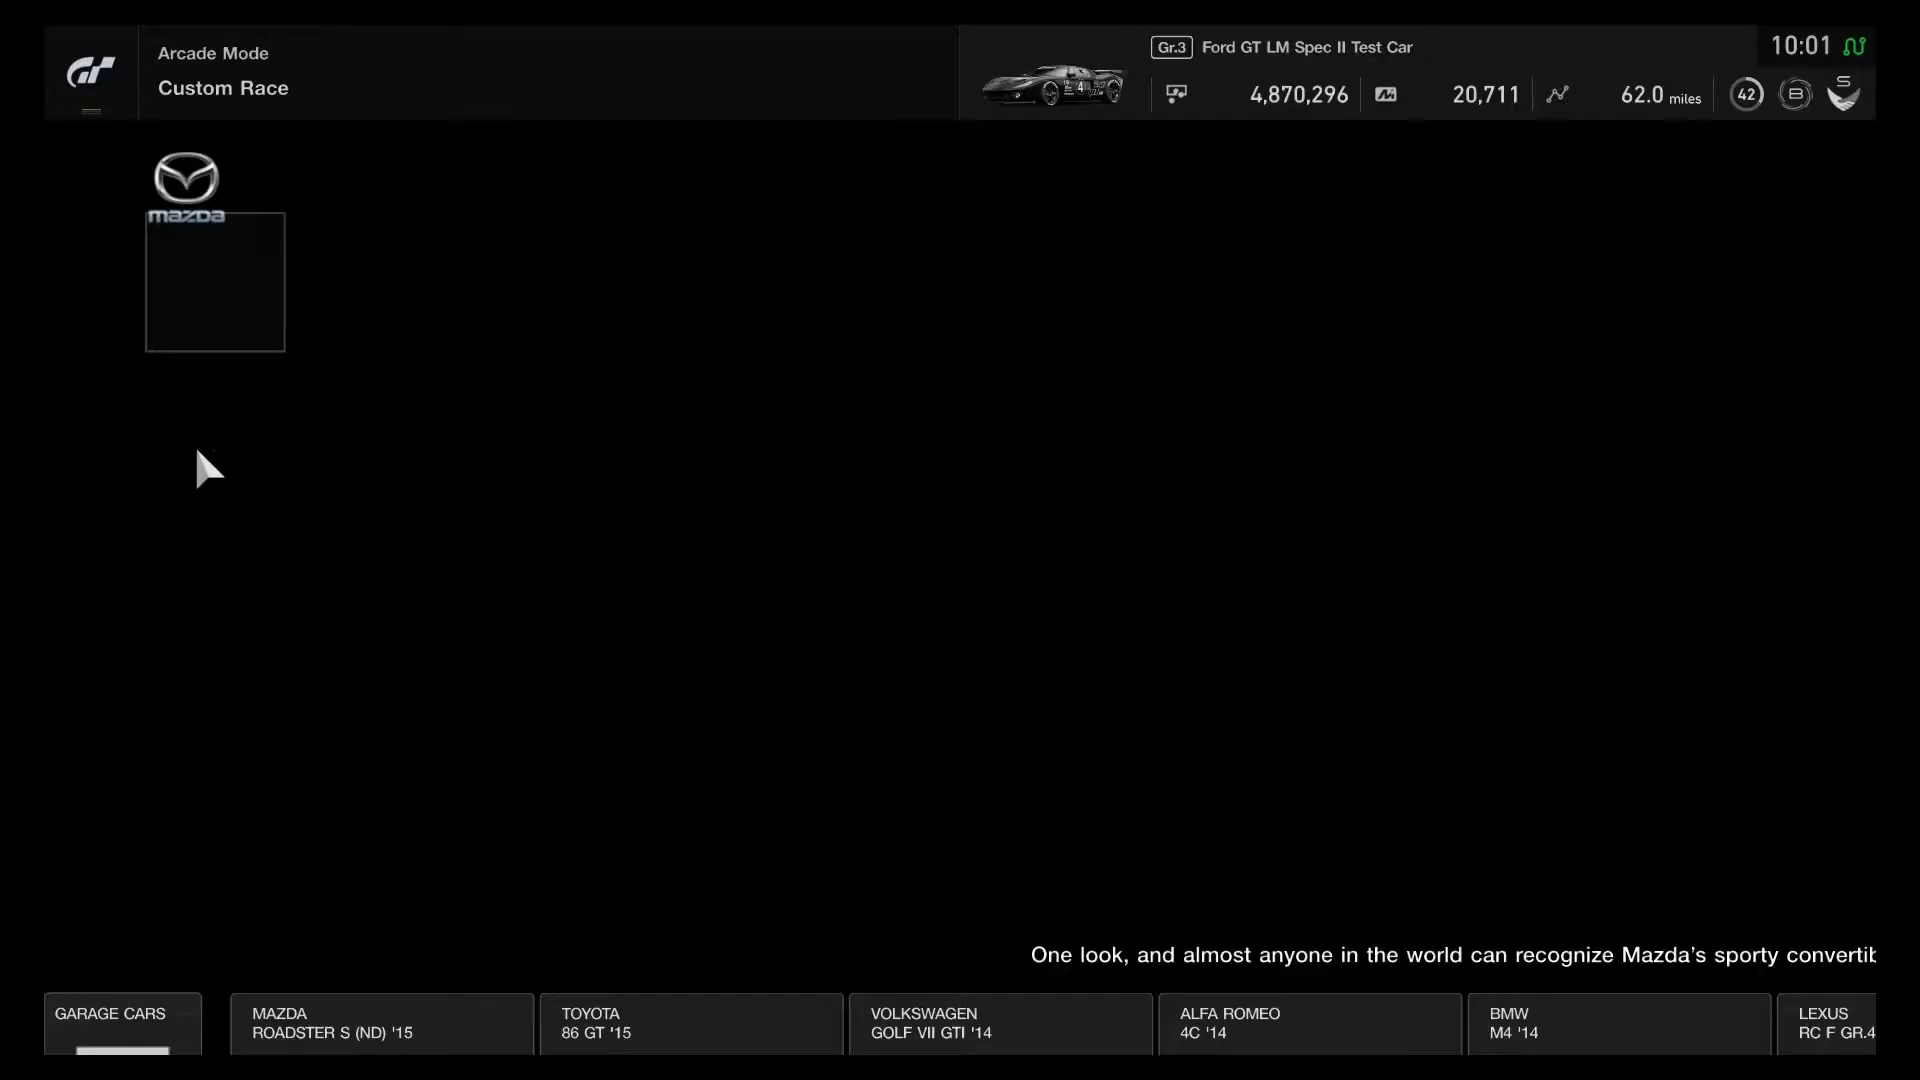 Arcade Mode
Custom Race
Gr.3 Ford GT LM Spec II Test Car
10:01
4,870,296
20,711
62.0 miles
42
B
S
mazda
One look, and almost anyone in the world can recognize Mazda's sporty convertib
GARAGE CARS
MAZDA
ROADSTER S (ND) '15
TOYOTA
86 GT '15
VOLKSWAGEN
GOLF VII GTI '14
ALFA ROMEO
4C '14
BMW
M4 '14
LEXUS
RC F GR.4